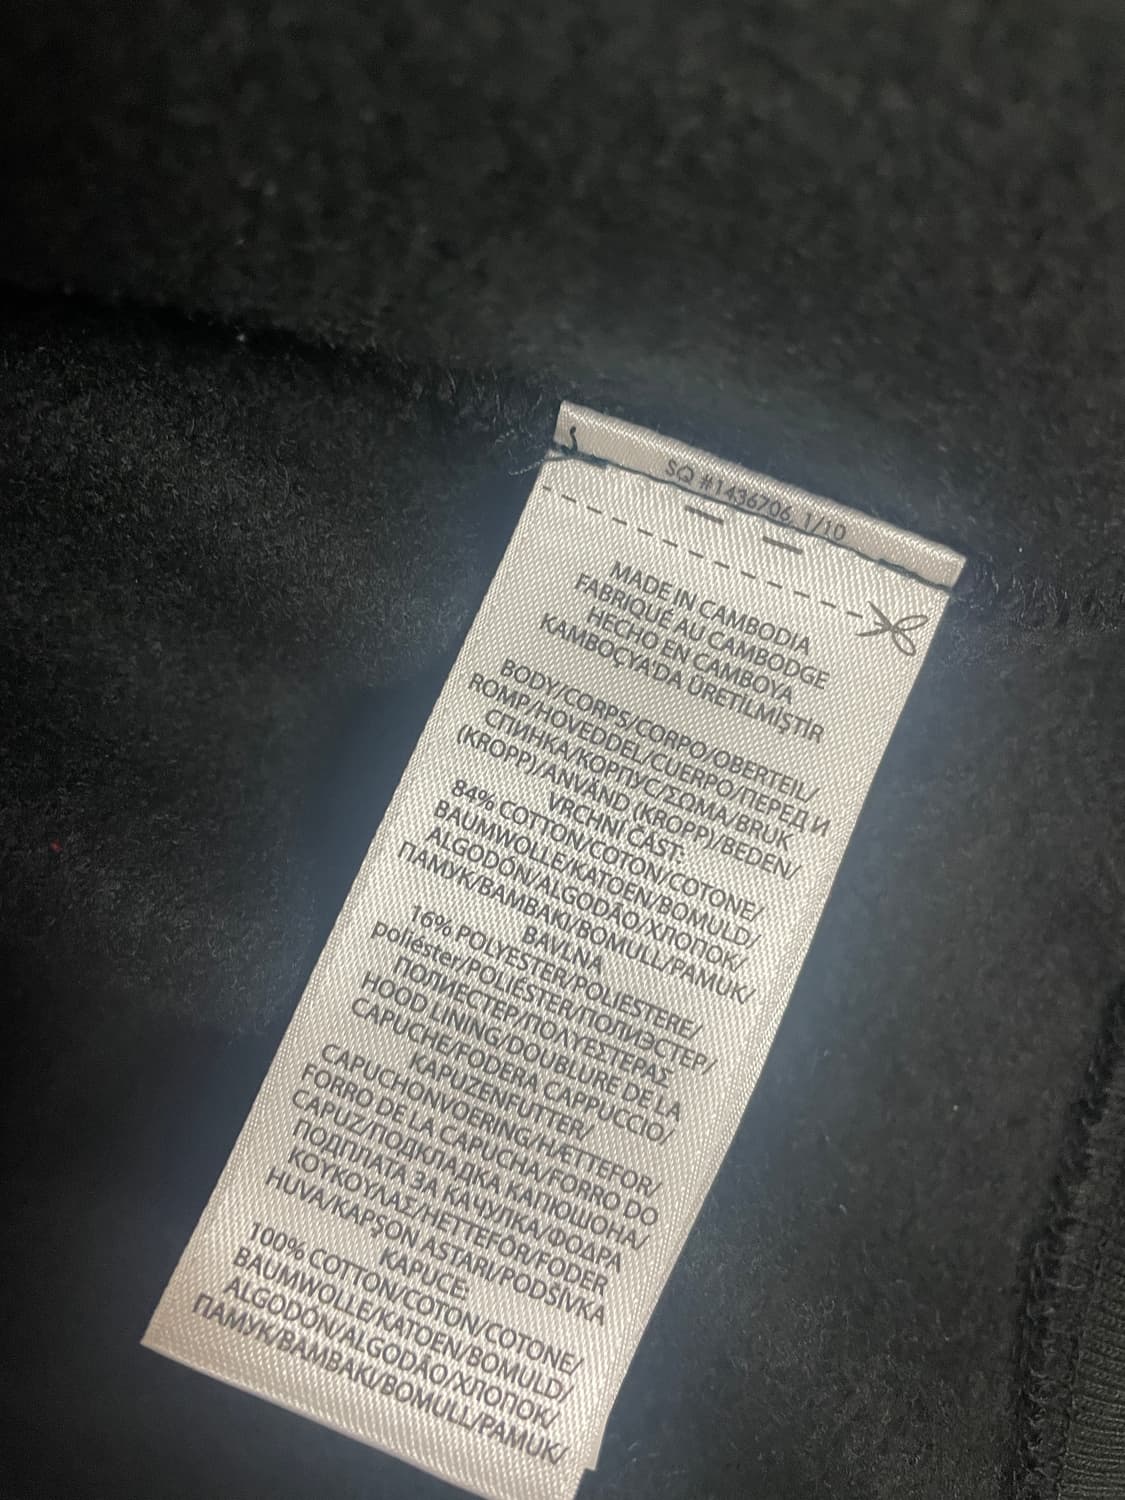 SQ #1436706, 1/10
MADE IN CAMBODIA
FABRIQUÉ AU CAMBODGE
HECHO EN CAMBOYA
KAMBOÇYA'DA ÜRETILMIŞTIR
BODY/CORPS/CORPO/OBERTEIL/
ROMP/HOVEDDEL/CUERPO/ПЕРЕД И
СПИНКА/КОРПУС/ΣΩΜΑ/BRUK
(KROPP)/ANVÄND (KROPP)/BEDEN/
VRCHNÍ ČÁST:
84% COTTON/COTON/COTONE/
BAUMWOLLE/KATOEN/BOMULD/
ALGODÓN/ALGODÃO/ХЛОПОК/
ПАМУК/ΒΑΜΒΑΚΙ/BOMULL/PAMUK/
BAVLNA
16% POLYESTER/POLIESTERE/
poliéster/POLIÉSTER/ПОЛИЭСТЕР/
ПОЛИЕСТЕР/ΠΟΛΥΕΣΤΕΡΑΣ
HOOD LINING/DOUBLURE DE LA
CAPUCHE/FODERA CAPPUCCIO/
KAPUZENFUTTER/
CAPUCHONVOERING/HÆTTEFOR/
FORRO DE LA CAPUCHA/FORRO DO
CAPUZ/ПОДКЛАДКА КАПЮШОНА/
ПОДПЛАТА ЗА КАЧУЛКА/ΦΟΔΡΑ
ΚΟΥΚΟΥΛΑΣ/HETTEFÔR/FODER
HUVA/KAPŞON ASTARI/PODŠÍVKA
KAPUCE:
100% COTTON/COTON/COTONE/
BAUMWOLLE/KATOEN/BOMULD/
ALGODÓN/ALGODÃO/ХЛОПОК/
ПАМУК/ΒΑΜΒΑΚΙ/BOMULL/PAMUK/